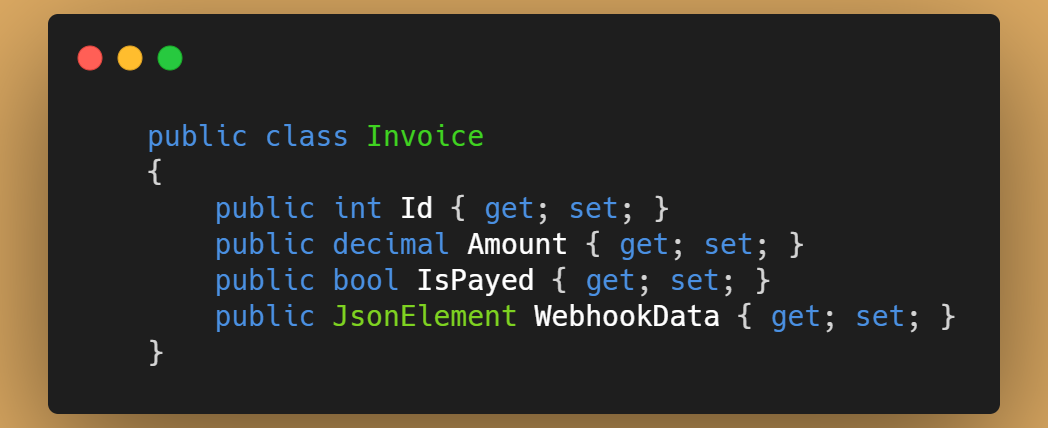 public class Invoice
{
    public int Id { get; set; }
    public decimal Amount { get; set; }
    public bool IsPayed { get; set; }
    public JsonElement WebhookData { get; set; }
}